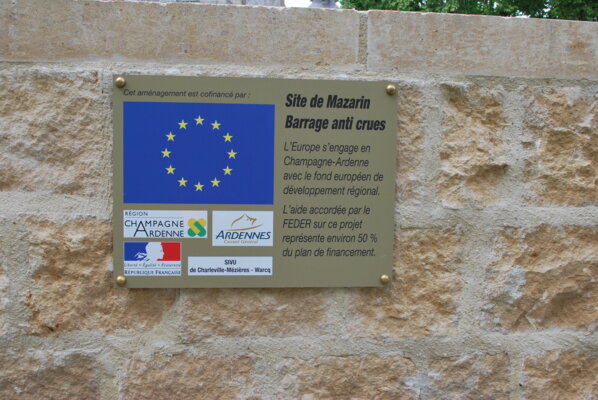 Cet aménagement est cofinancé par :
Site de Mazarin
Barrage anti crues
L'Europe s'engage en
Champagne-Ardenne
avec le fond européen de
développement régional.
L'aide accordée par le
FEDER sur ce projet
représente environ 50 %
du plan de financement.
RÉGION
CHAMPAGNE
ARDENNE
ARDENNES
Conseil Général
Liberté • Égalité • Fraternité
RÉPUBLIQUE FRANÇAISE
SIVU
de Charleville-Mézières - Warcq